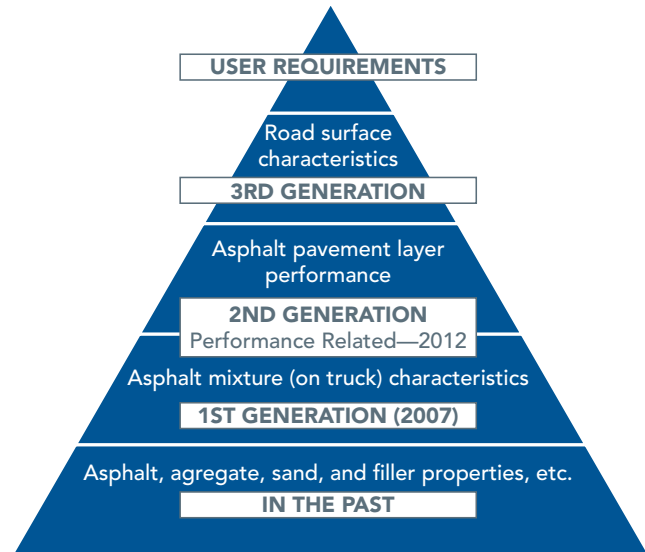 USER REQUIREMENTS
Road surface
characteristics
3RD GENERATION
Asphalt pavement layer
performance
2ND GENERATION
Performance Related—2012
Asphalt mixture (on truck) characteristics
1ST GENERATION (2007)
Asphalt, agregate, sand, and filler properties, etc.
IN THE PAST